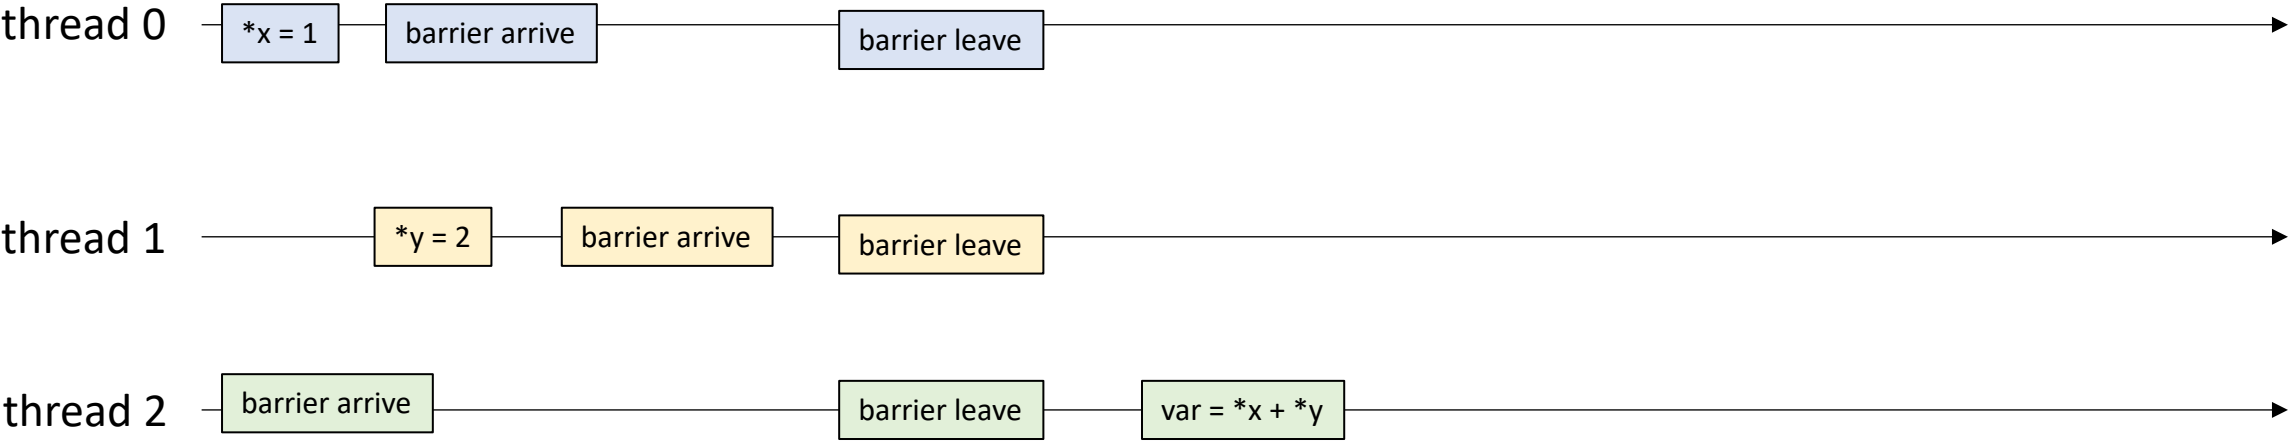 thread 0
*x = 1
barrier arrive
barrier leave
thread 1
*y = 2
barrier arrive
barrier leave
thread 2
barrier arrive
barrier leave
var = *x + *y